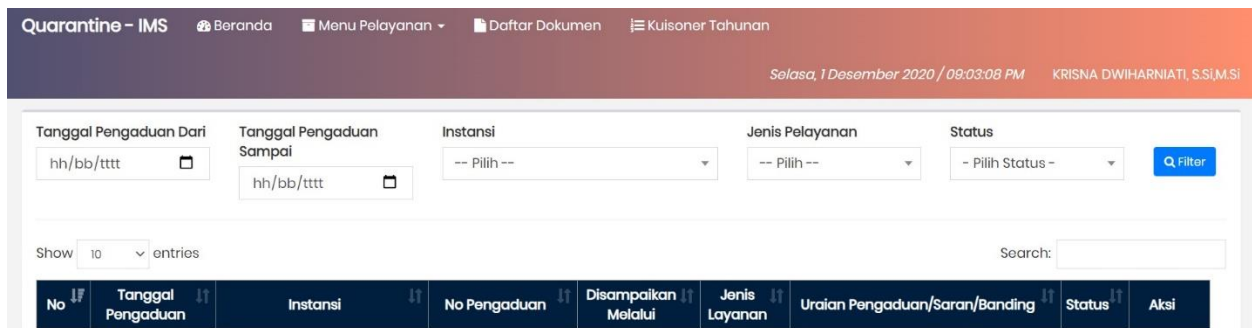 Quarantine - IMS Beranda Menu Pelayanan Daftar Dokumen Kuisoner Tahunan
Selasa, 1 Desember 2020 / 09:03:08 PM KRISNA DWIHARNIATI, S.Si,M.Si
Tanggal Pengaduan Dari Tanggal Pengaduan Sampai Instansi Jenis Pelayanan Status
hh/bb/tttt hh/bb/tttt -- Pilih -- -- Pilih -- - Pilih Status - Filter
Show 10 entries Search:
No Tanggal Pengaduan Instansi No Pengaduan Disampaikan Melalui Jenis Layanan Uraian Pengaduan/Saran/Banding Status Aksi